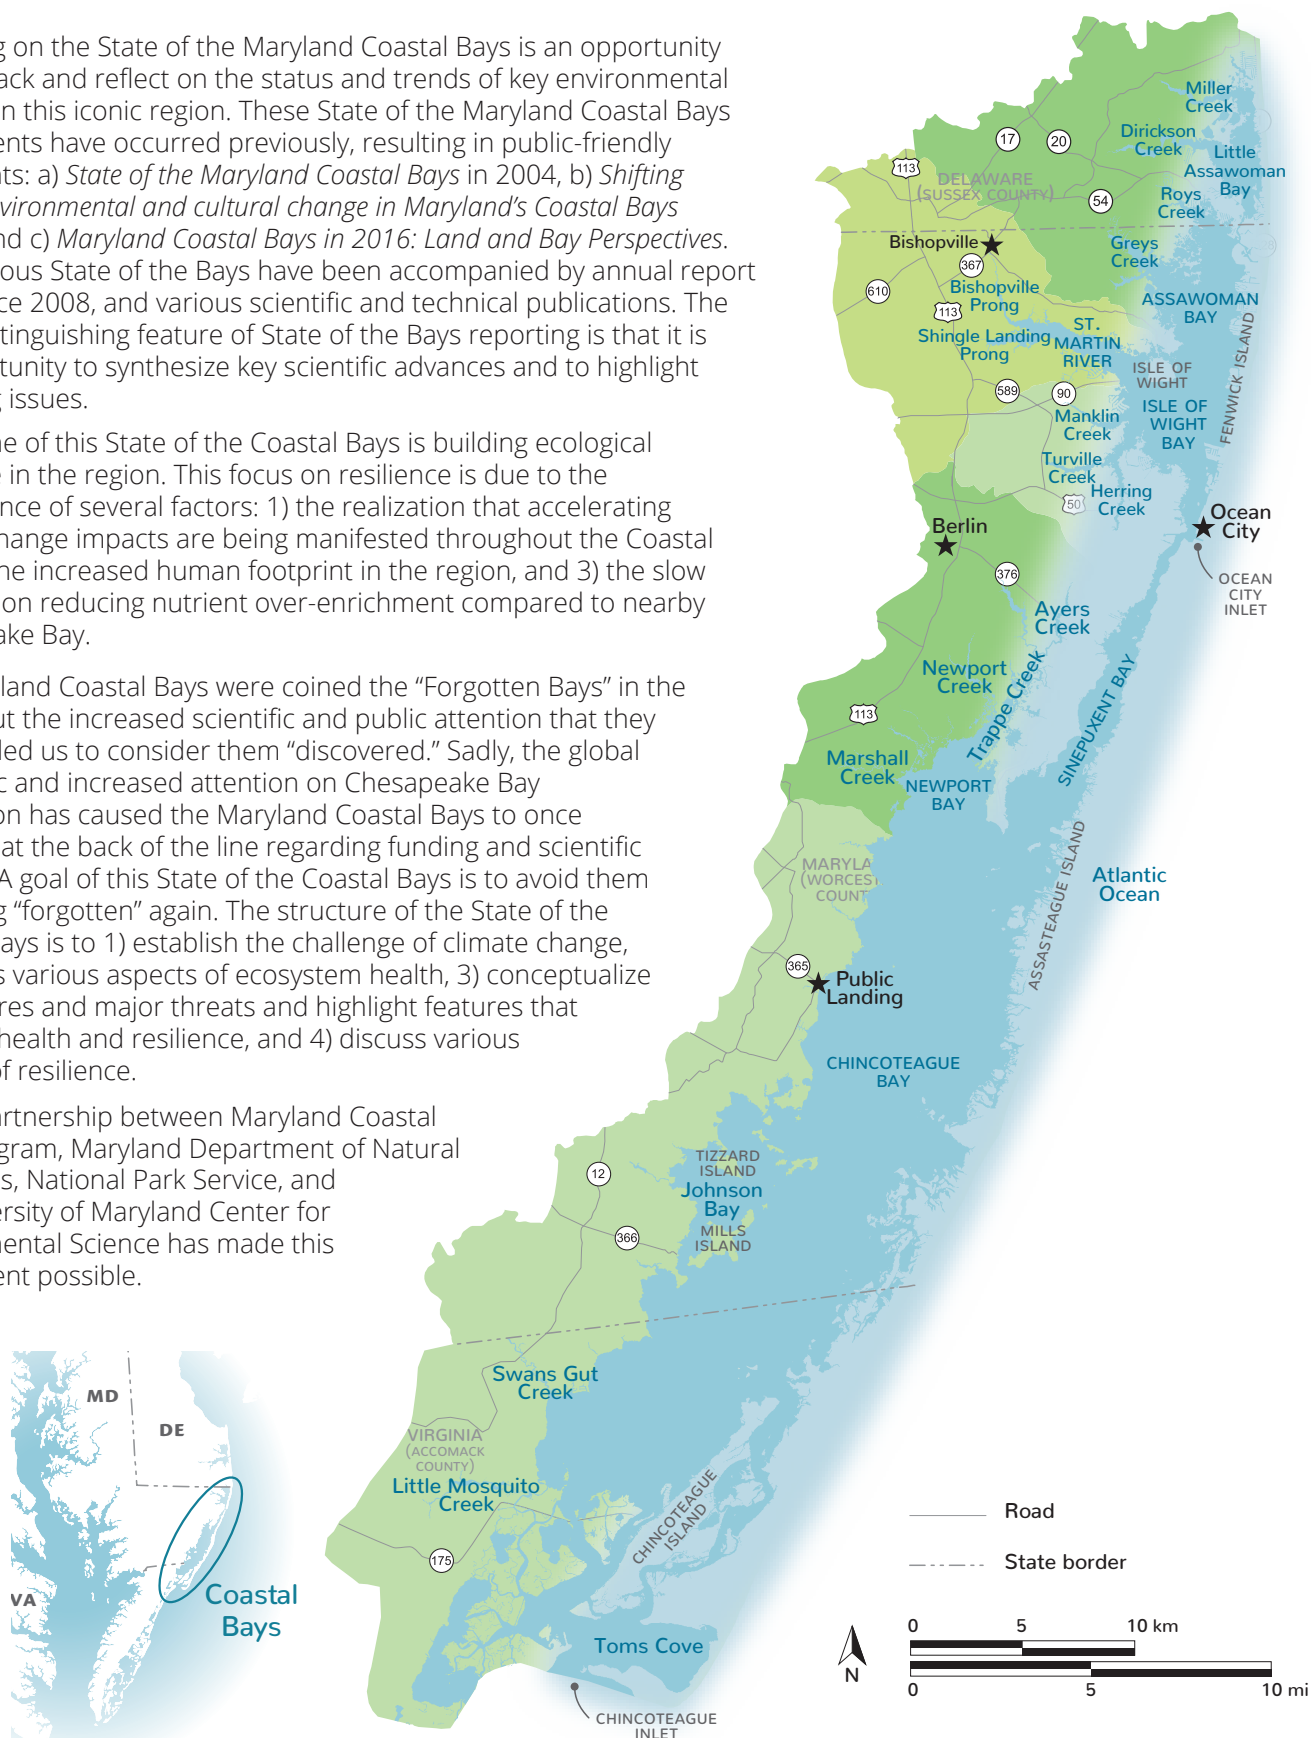 g on the State of the Maryland Coastal Bays is an opportunity
ack and reflect on the status and trends of key environmental
n this iconic region. These State of the Maryland Coastal Bays
ents have occurred previously, resulting in public-friendly
ts: a) State of the Maryland Coastal Bays in 2004, b) Shifting
vironmental and cultural change in Maryland's Coastal Bays
nd c) Maryland Coastal Bays in 2016: Land and Bay Perspectives.
ous State of the Bays have been accompanied by annual report
ce 2008, and various scientific and technical publications. The
tinguishing feature of State of the Bays reporting is that it is
tunity to synthesize key scientific advances and to highlight
g issues.
ne of this State of the Coastal Bays is building ecological
e in the region. This focus on resilience is due to the
nce of several factors: 1) the realization that accelerating
hange impacts are being manifested throughout the Coastal
he increased human footprint in the region, and 3) the slow
on reducing nutrient over-enrichment compared to nearby
ake Bay.
land Coastal Bays were coined the “Forgotten Bays” in the
ut the increased scientific and public attention that they
led us to consider them “discovered.” Sadly, the global
c and increased attention on Chesapeake Bay
on has caused the Maryland Coastal Bays to once
at the back of the line regarding funding and scientific
A goal of this State of the Coastal Bays is to avoid them
g “forgotten” again. The structure of the State of the
ays is to 1) establish the challenge of climate change,
s various aspects of ecosystem health, 3) conceptualize
res and major threats and highlight features that
health and resilience, and 4) discuss various
of resilience.
artnership between Maryland Coastal
gram, Maryland Department of Natural
s, National Park Service, and
ersity of Maryland Center for
mental Science has made this
ent possible.
Miller
Creek
17
20
Dirickson
Creek
Little
Assawoman
Bay
113
DELAWARE
(SUSSEX COUNTY)
54
Roys
Creek
Bishopville
Greys
Creek
367
610
Bishopville
Prong
ASSAWOMAN
BAY
113
Shingle Landing
Prong
ST.
MARTIN
RIVER
FENWICK ISLAND
ISLE OF
WIGHT
589
90
ISLE OF
WIGHT
BAY
Manklin
Creek
Turville
Creek
50
Herring
Creek
Berlin
Ocean
City
376
OCEAN
CITY
INLET
Ayers
Creek
Newport
Creek
Trappe Creek
SINEPUXENT BAY
113
Marshall
Creek
NEWPORT
BAY
MARYLA
(WORCEST
COUNT
ASSATEAGUE ISLAND
Atlantic
Ocean
365
Public
Landing
CHINCOTEAGUE
BAY
12
TIZZARD
ISLAND
Johnson
Bay
366
MILLS
ISLAND
Swans Gut
Creek
VIRGINIA
(ACCOMACK
COUNTY)
Little Mosquito
Creek
CHINCOTEAGUE
ISLAND
175
Toms Cove
CHINCOTEAGUE
INLET
MD
DE
VA
Coastal
Bays
Road
State border
0 5 10 km
N
0 5 10 mi